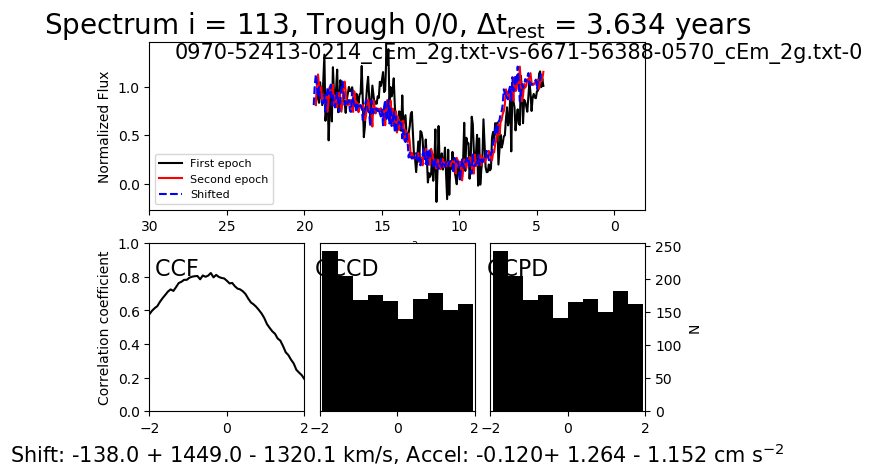 Spectrum i = 113, Trough 0/0, Δt_rest = 3.634 years
0970-52413-0214_cEm_2g.txt-vs-6671-56388-0570_cEm_2g.txt-0
Normalized Flux
1.0
0.5
0.0
First epoch
Second epoch
Shifted
30 25 20 15 10 5 0
Correlation coefficient
1.0
0.8
0.6
0.4
0.2
0.0
CCF
−2 0 2
CCCD
−2 0 2
CCPD
−2 0 2
250
200
150
100
50
0
N
Shift: -138.0 + 1449.0 - 1320.1 km/s, Accel: -0.120+ 1.264 - 1.152 cm s⁻²